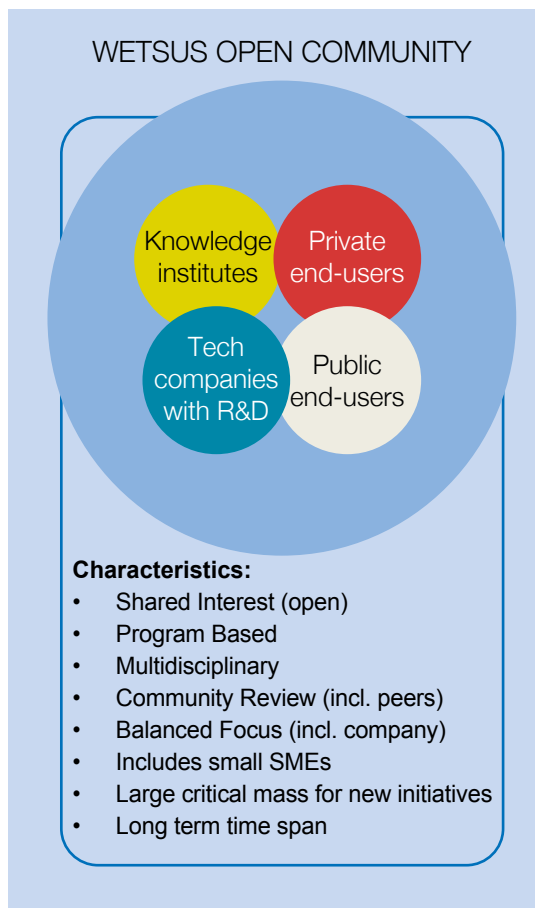 WETSUS OPEN COMMUNITY
Knowledge
institutes
Private
end-users
Tech
companies
with R&D
Public
end-users
Characteristics:
• Shared Interest (open)
• Program Based
• Multidisciplinary
• Community Review (incl. peers)
• Balanced Focus (incl. company)
• Includes small SMEs
• Large critical mass for new initiatives
• Long term time span